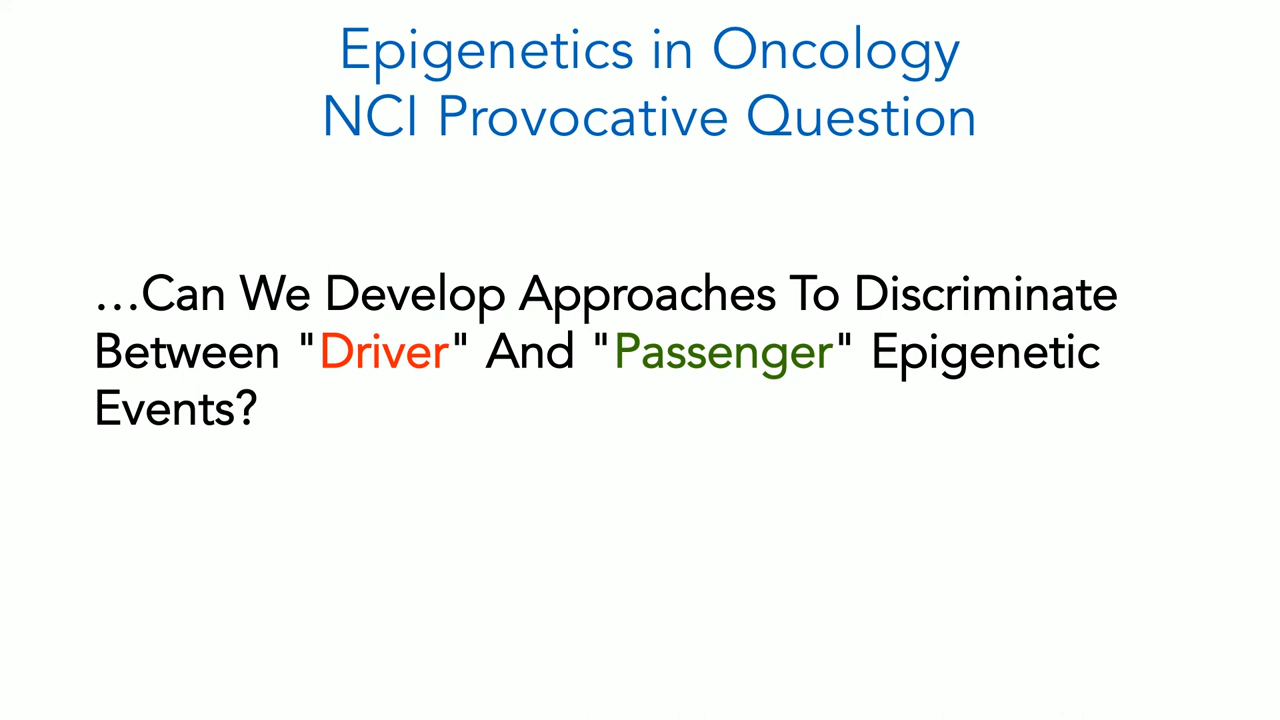 Epigenetics in Oncology
NCI Provocative Question
…Can We Develop Approaches To Discriminate
Between "Driver" And "Passenger" Epigenetic
Events?